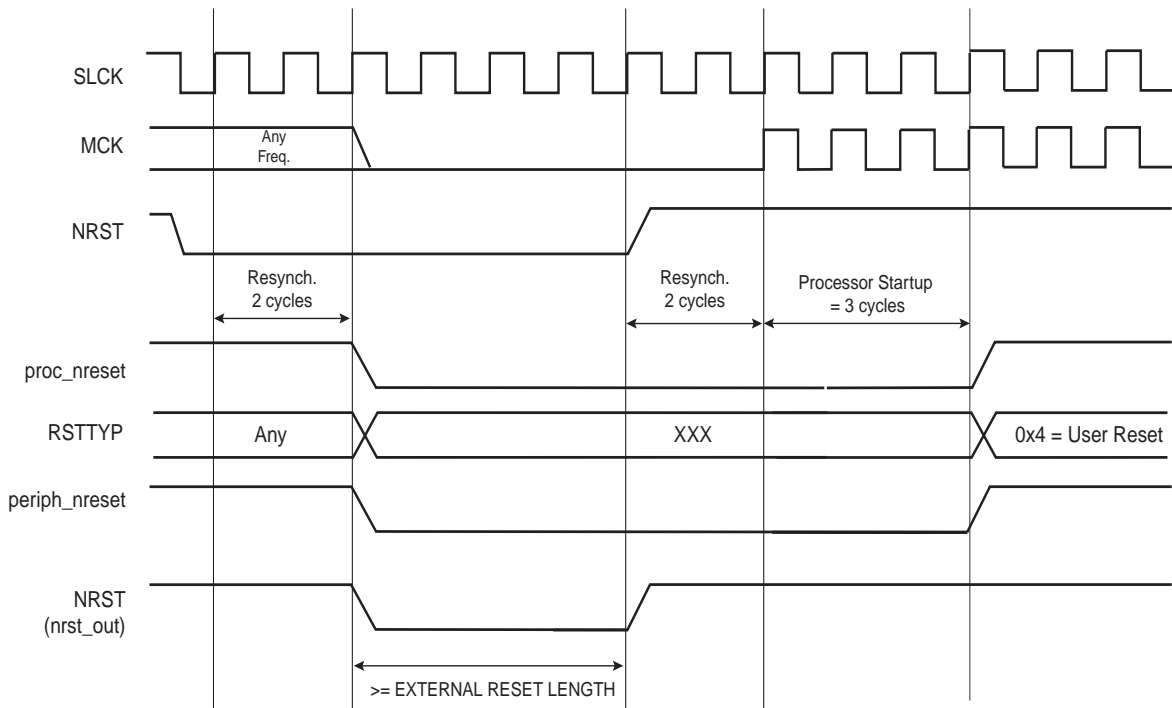 SLCK
MCK
Any
Freq.
NRST
Resynch.
2 cycles
Resynch.
2 cycles
Processor Startup
= 3 cycles
proc_nreset
RSTTYP
Any
XXX
0x4 = User Reset
periph_nreset
NRST
(nrst_out)
>= EXTERNAL RESET LENGTH